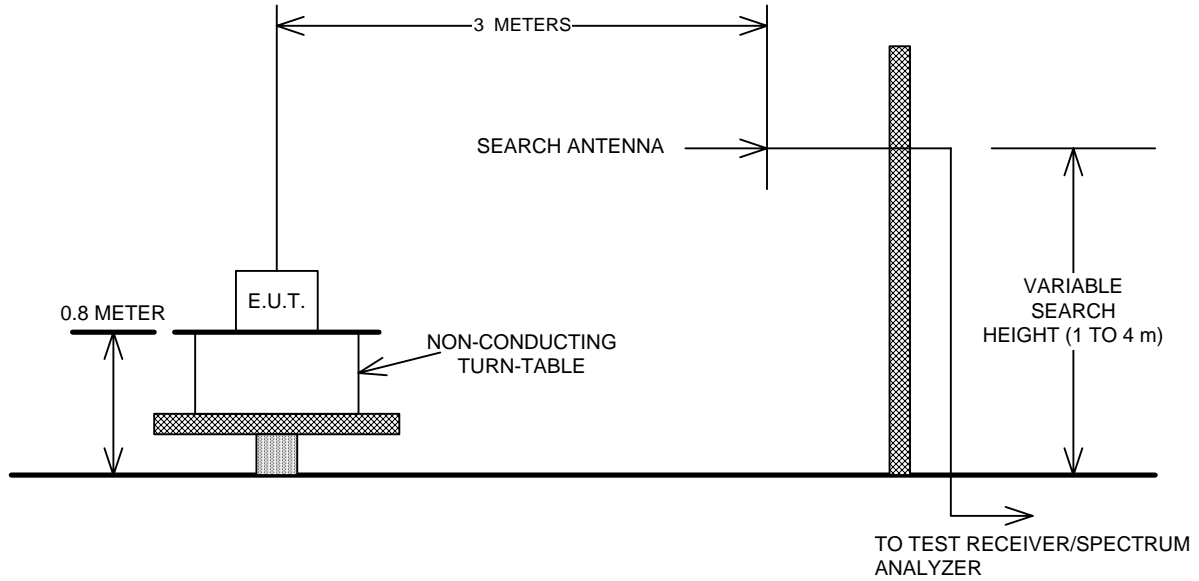 3 METERS
SEARCH ANTENNA
E.U.T.
0.8 METER
NON-CONDUCTING
TURN-TABLE
VARIABLE
SEARCH
HEIGHT (1 TO 4 m)
TO TEST RECEIVER/SPECTRUM
ANALYZER